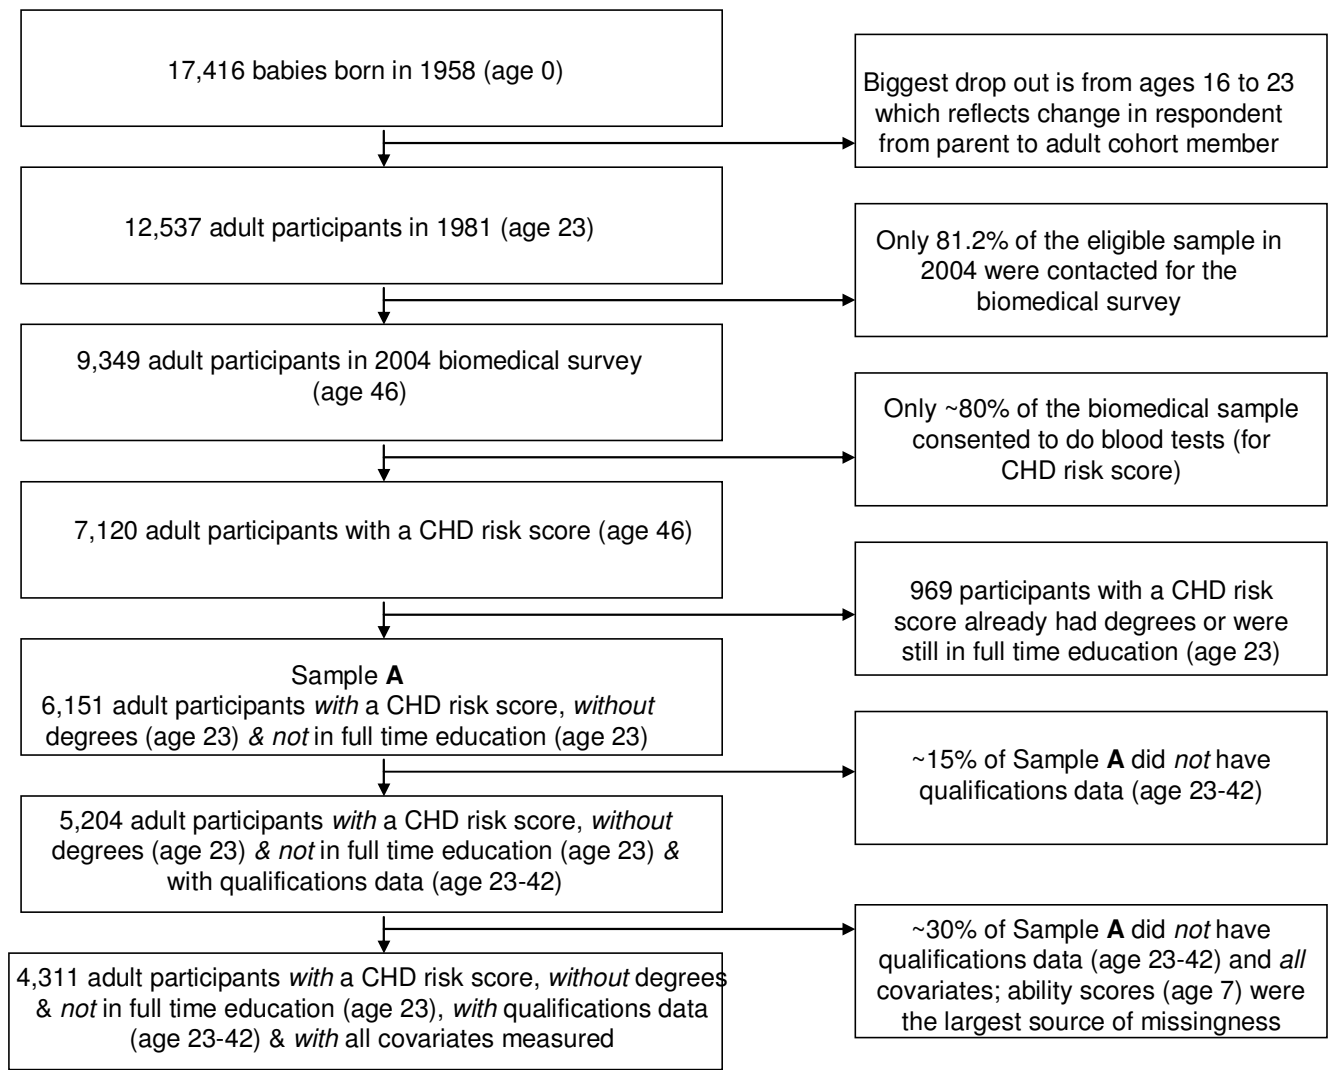 17,416 babies born in 1958 (age 0)
Biggest drop out is from ages 16 to 23
which reflects change in respondent
from parent to adult cohort member
12,537 adult participants in 1981 (age 23)
Only 81.2% of the eligible sample in
2004 were contacted for the
biomedical survey
9,349 adult participants in 2004 biomedical survey
(age 46)
Only ~80% of the biomedical sample
consented to do blood tests (for
CHD risk score)
7,120 adult participants with a CHD risk score (age 46)
969 participants with a CHD risk
score already had degrees or were
still in full time education (age 23)
Sample A
6,151 adult participants with a CHD risk score, without
degrees (age 23) & not in full time education (age 23)
~15% of Sample A did not have
qualifications data (age 23-42)
5,204 adult participants with a CHD risk score, without
degrees (age 23) & not in full time education (age 23) &
with qualifications data (age 23-42)
~30% of Sample A did not have
qualifications data (age 23-42) and all
covariates; ability scores (age 7) were
the largest source of missingness
4,311 adult participants with a CHD risk score, without degrees
& not in full time education (age 23), with qualifications data
(age 23-42) & with all covariates measured